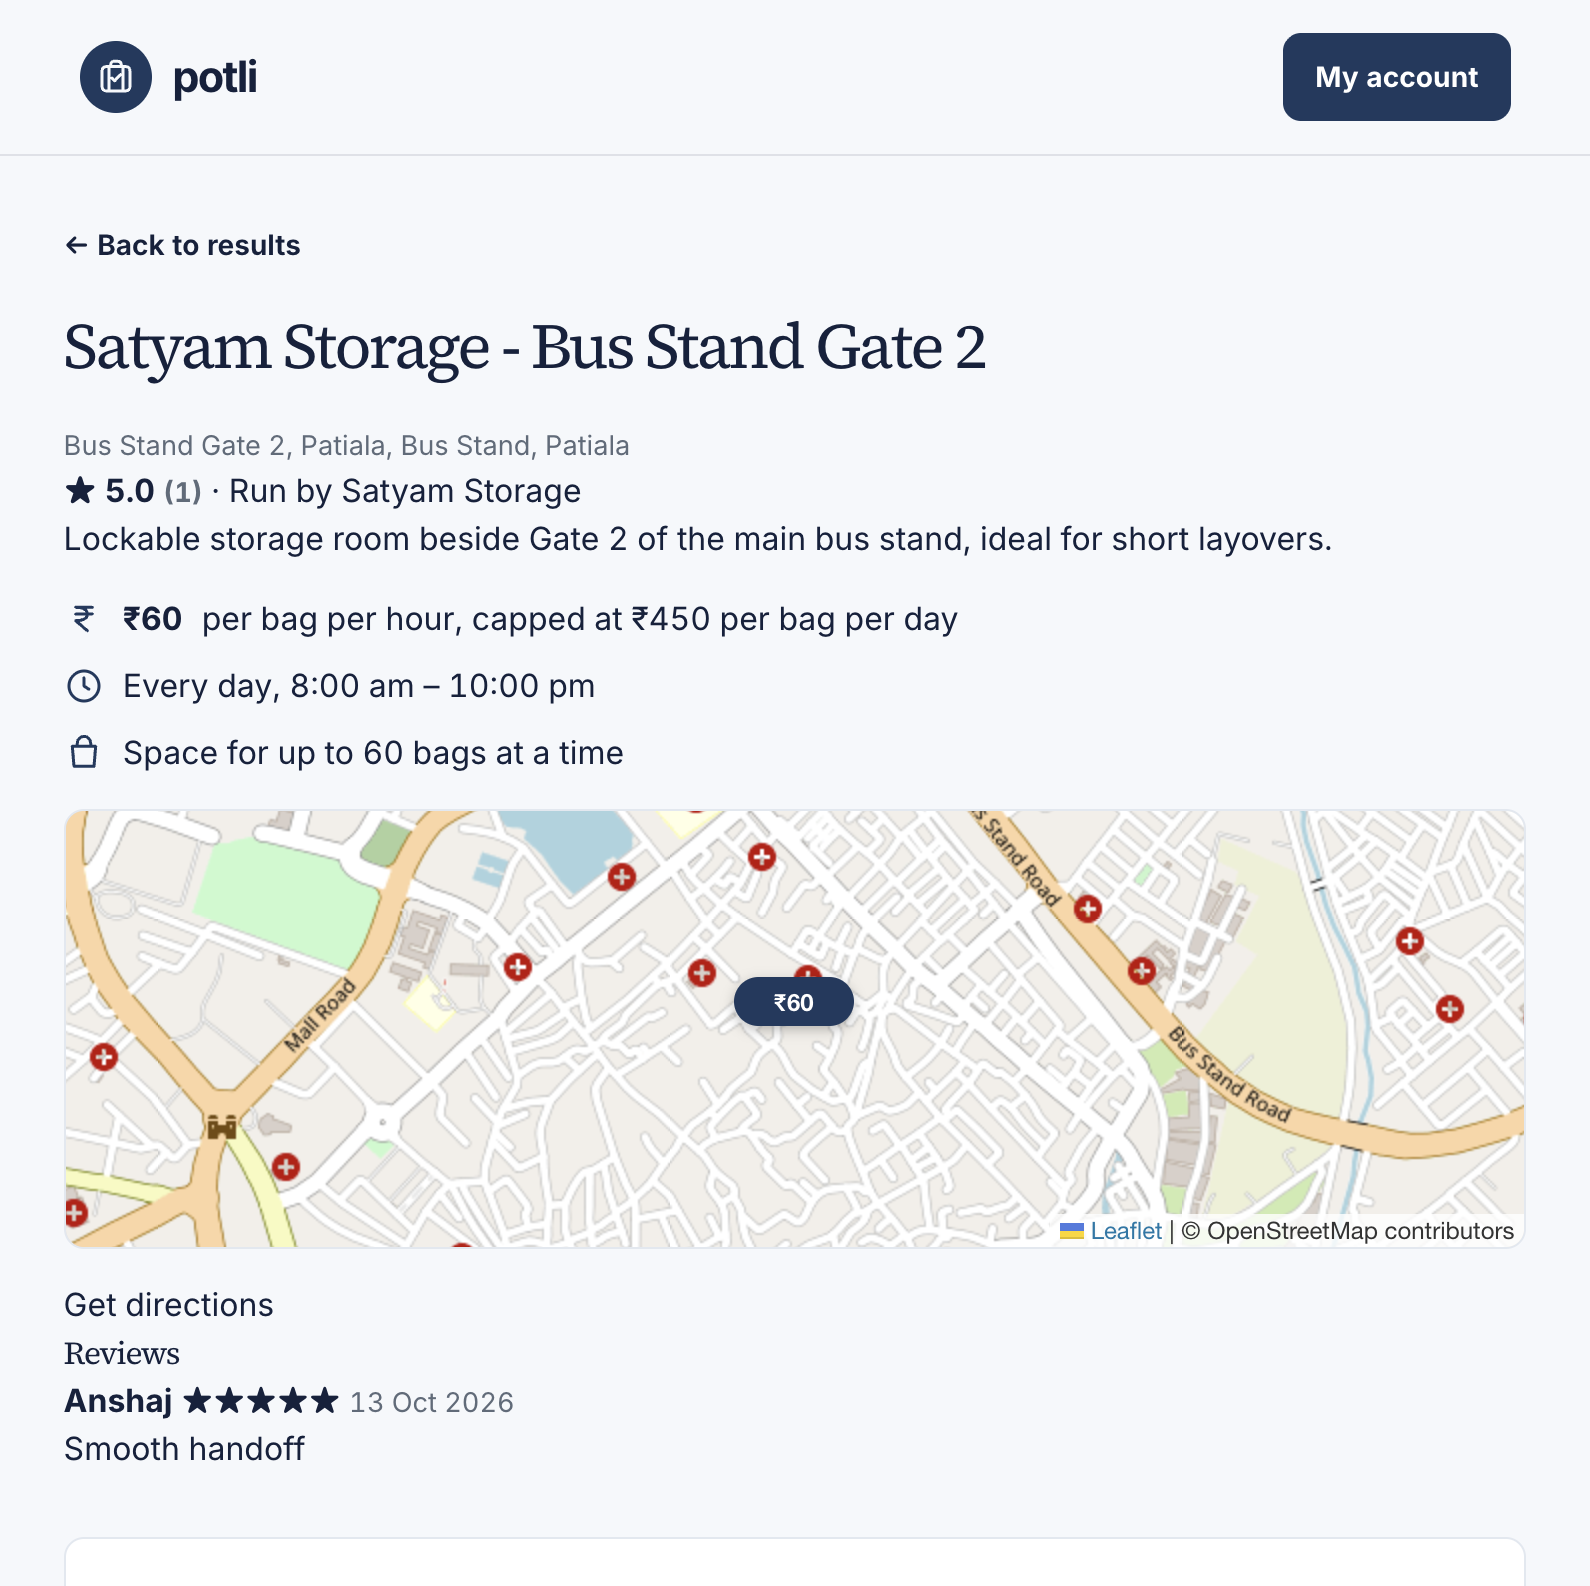 potli
My account
← Back to results
Satyam Storage - Bus Stand Gate 2
Bus Stand Gate 2, Patiala, Bus Stand, Patiala
★ 5.0 (1) · Run by Satyam Storage
Lockable storage room beside Gate 2 of the main bus stand, ideal for short layovers.
₹ ₹60 per bag per hour, capped at ₹450 per bag per day
Every day, 8:00 am – 10:00 pm
Space for up to 60 bags at a time
s Stand Road
Mall Road
₹60
Bus Stand Road
Leaflet | © OpenStreetMap contributors
Get directions
Reviews
Anshaj ★★★★★ 13 Oct 2026
Smooth handoff